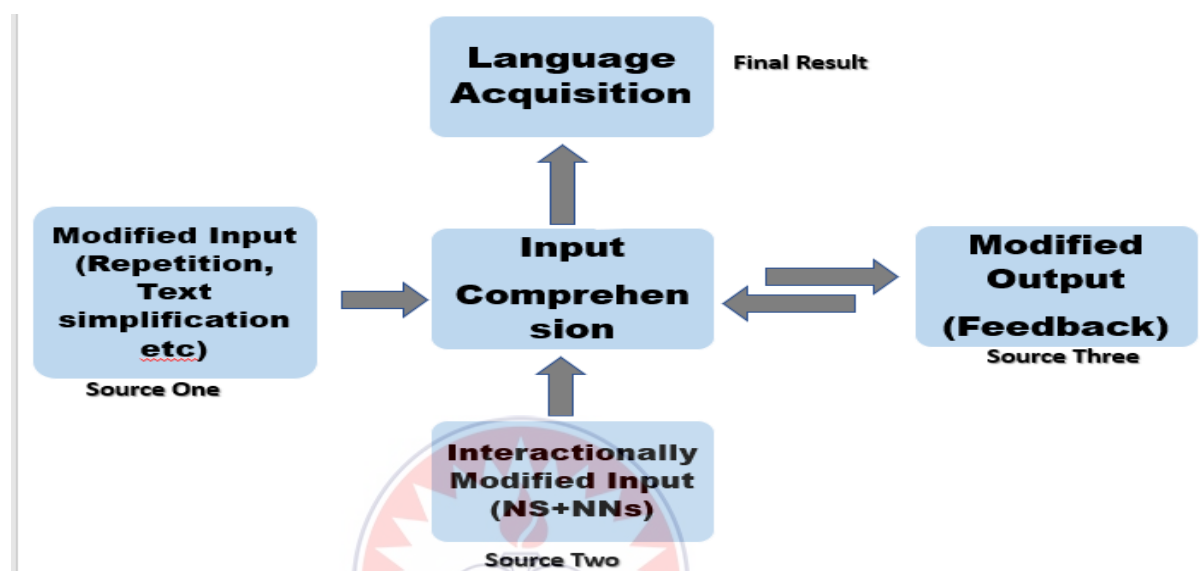 Language
Acquisition
Final Result
Modified Input
(Repetition,
Text
simplification
etc)
Source One
Input
Comprehen
sion
Modified
Output
(Feedback)
Source Three
Interactionally
Modified Input
(NS+NNs)
Source Two